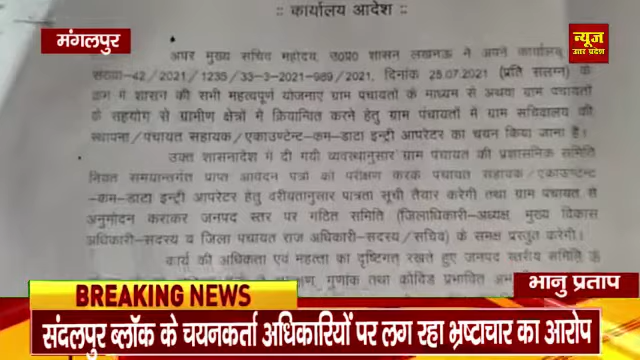 :: कार्यालय आदेश ::
मंगलपुर
न्यूज
उत्तर प्रदेश
अपर मुख्य सचिव महोदय, उ०प्र० शासन लखनऊ ने अपने
संख्या-42/2021/1235/33-3-2021-989/2021, दिनांक 25.07.2021 (प्रति संलग्न) के
कम में शासन की सभी महत्वपूर्ण योजनाए ग्राम पंचायतों के माध्यम से अथवा ग्राम पंचायतों
के सहयोग से ग्रामीण क्षेत्रों में क्रियान्वित करने हेतु ग्राम पंचायतों में ग्राम सचिवालय की
स्थापना/पंचायत सहायक/एकाउण्टेन्ट-कम-डाटा इन्ट्री आपरेटर का चयन किया जाना है।
उक्त शासनादेश में दी गयी व्यवस्थानुसार ग्राम पंचायत की प्रशासनिक समिति
नियत समयान्तर्गत प्राप्त आवेदन पत्रों को परीक्षण करके पंचायत सहायक/एकाउण्टेन्ट
-कम-डाटा इन्ट्री आपरेटर हेतु वरीयतानुसार पात्रता सूची तैयार करेगी तथा ग्राम पंचायत से
अनुमोदन कराकर जनपद स्तर पर गठित समिति (जिलाधिकारी-अध्यक्ष मुख्य विकास
अधिकारी-सदस्य व जिला पंचायत राज अधिकारी-सदस्य/सचिव) के समक्ष प्रस्तुत करेगी।
कार्य की अधिकता एवं महत्ता का दृष्टिगत रखते हुए जनपद स्तरीय समिति के
गुणांक तथा कोविड प्रभावित
भानु प्रताप
BREAKING NEWS
संदलपुर ब्लॉक के चयनकर्ता अधिकारियों पर लग रहा भ्रष्टाचार का आरोप